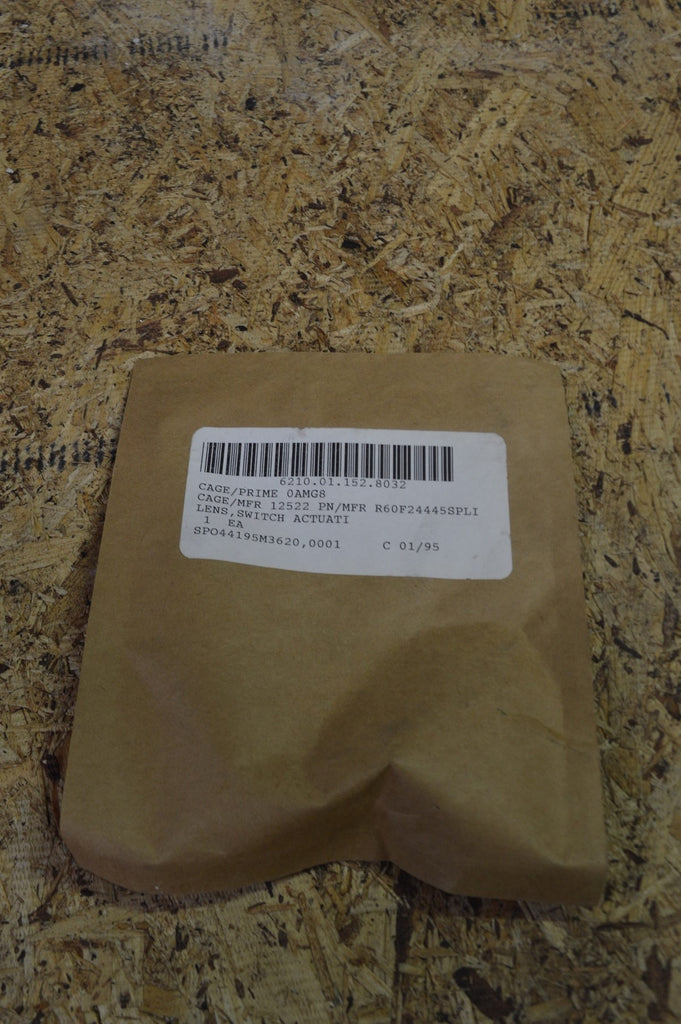 6210.01.152.8032
CAGE/PRIME 0AMG8
CAGE/MFR 12522 PN/MFR R60F24445SPLI
LENS,SWITCH ACTUATI
1 EA
SPO44195M3620,0001 C 01/95